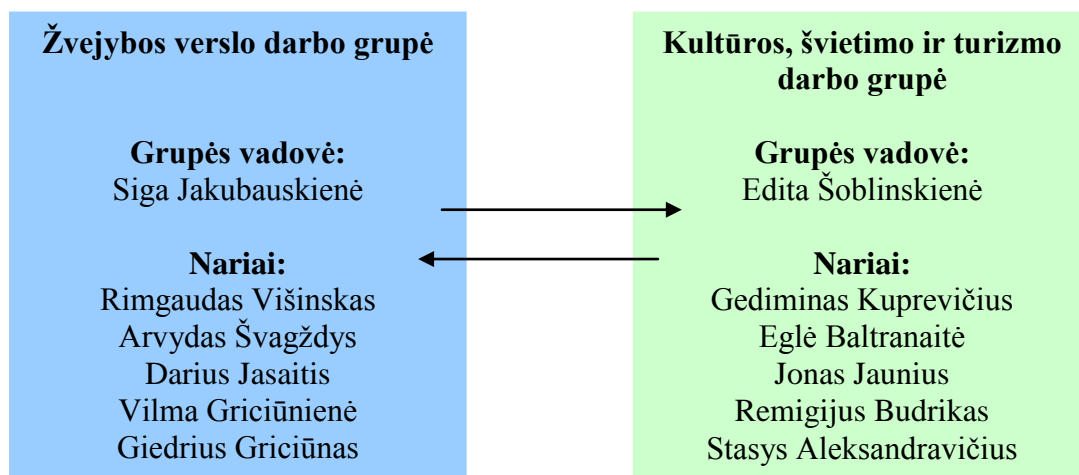 Žvejybos verslo darbo grupė
Grupės vadovė:
Siga Jakubauskienė
Nariai:
Rimgaudas Višinskas
Arvydas Švagždys
Darius Jasaitis
Vilma Griciūnienė
Giedrius Griciūnas
Kultūros, švietimo ir turizmo
darbo grupė
Grupės vadovė:
Edita Šoblinskienė
Nariai:
Gediminas Kuprevičius
Eglė Baltranaitė
Jonas Jaunius
Remigijus Budrikas
Stasys Aleksandravičius